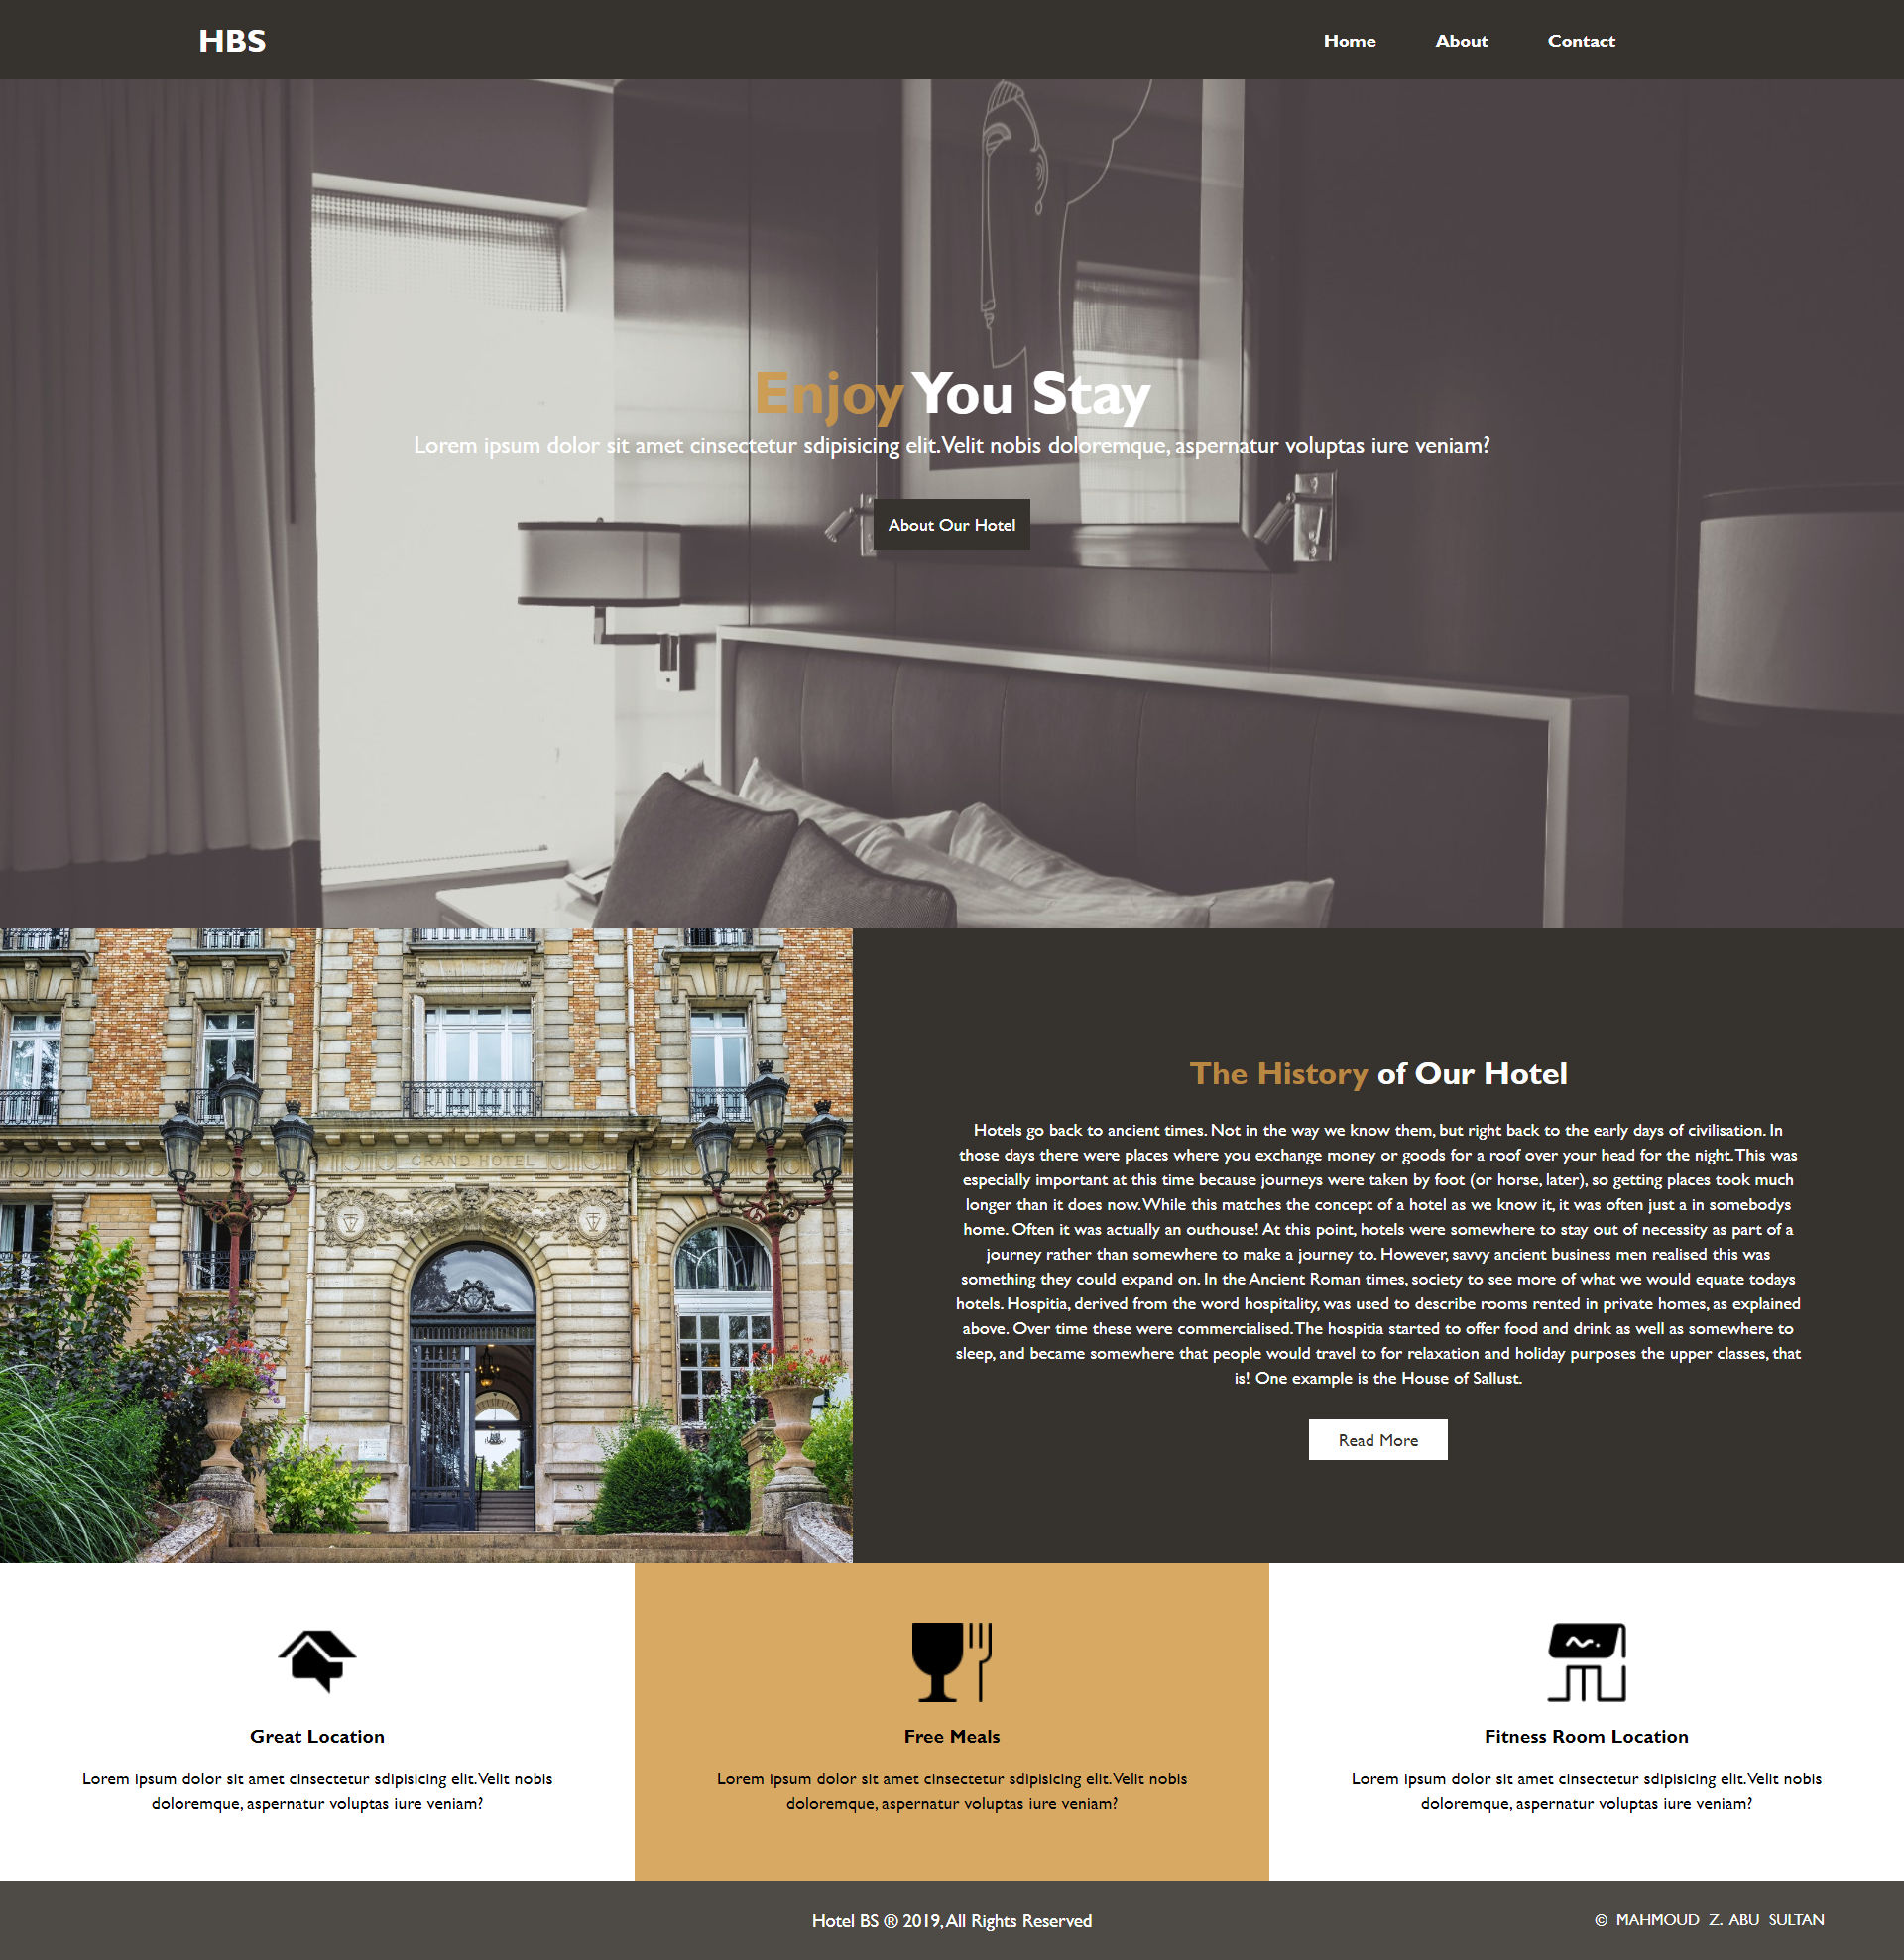 HBS
Home About Contact
Enjoy You Stay
Lorem ipsum dolor sit amet cinsectetur sdipisicing elit. Velit nobis doloremque, aspernatur voluptas iure veniam?
About Our Hotel
GRAND HOTEL
The History of Our Hotel
Hotels go back to ancient times. Not in the way we know them, but right back to the early days of civilisation. In
those days there were places where you exchange money or goods for a roof over your head for the night. This was
especially important at this time because journeys were taken by foot (or horse, later), so getting places took much
longer than it does now. While this matches the concept of a hotel as we know it, it was often just a in somebodys
home. Often it was actually an outhouse! At this point, hotels were somewhere to stay out of necessity as part of a
journey rather than somewhere to make a journey to. However, savvy ancient business men realised this was
something they could expand on. In the Ancient Roman times, society to see more of what we would equate todays
hotels. Hospitia, derived from the word hospitality, was used to describe rooms rented in private homes, as explained
above. Over time these were commercialised. The hospitia started to offer food and drink as well as somewhere to
sleep, and became somewhere that people would travel to for relaxation and holiday purposes the upper classes, that
is! One example is the House of Sallust.
Read More
Great Location
Lorem ipsum dolor sit amet cinsectetur sdipisicing elit. Velit nobis
doloremque, aspernatur voluptas iure veniam?
Free Meals
Lorem ipsum dolor sit amet cinsectetur sdipisicing elit. Velit nobis
doloremque, aspernatur voluptas iure veniam?
Fitness Room Location
Lorem ipsum dolor sit amet cinsectetur sdipisicing elit. Velit nobis
doloremque, aspernatur voluptas iure veniam?
Hotel BS ® 2019, All Rights Reserved
© MAHMOUD Z. ABU SULTAN